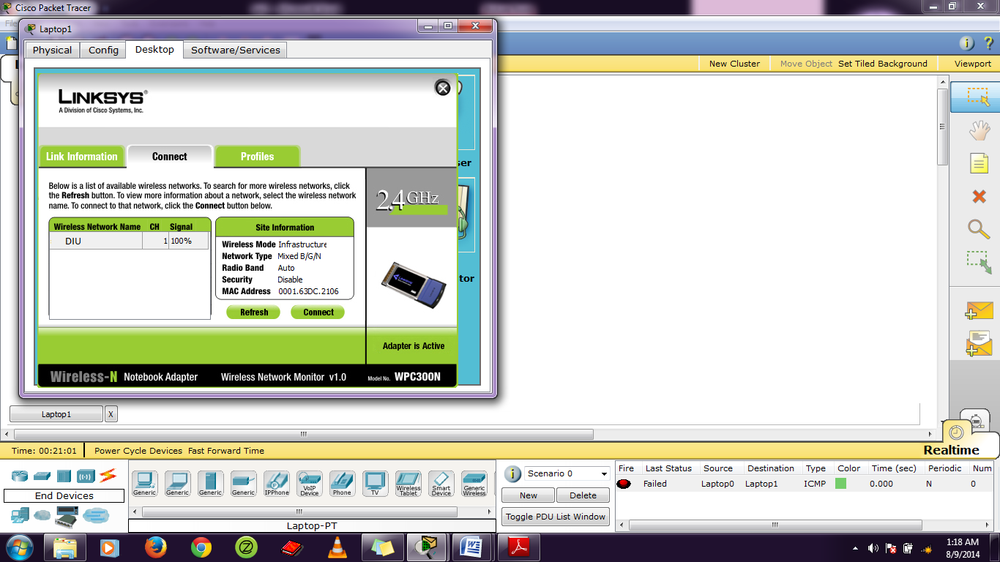 Cisco Packet Tracer
Laptop1
Physical Config Desktop Software/Services
New Cluster Move Object Set Tiled Background Viewport
LINKSYS®
A Division of Cisco Systems, Inc.
Link Information Connect Profiles
Below is a list of available wireless networks. To search for more wireless networks, click
the Refresh button. To view more information about a network, select the wireless network
name. To connect to that network, click the Connect button below.
2.4GHz
Wireless Network Name CH Signal
DIU 1 100%
Site Information
Wireless Mode Infrastructure
Network Type Mixed B/G/N
Radio Band Auto
Security Disable
MAC Address 0001.63DC.2106
Refresh Connect
Adapter is Active
Wireless-N Notebook Adapter Wireless Network Monitor v1.0 Model No. WPC300N
ser
tor
Laptop1 X
Time: 00:21:01 Power Cycle Devices Fast Forward Time
Realtime
End Devices
Generic Generic Generic Generic IPPhone VoIP Device Phone TV Wireless Tablet Smart Device Generic Wireless
Laptop-PT
Scenario 0
New Delete
Toggle PDU List Window
Fire Last Status Source Destination Type Color Time (sec) Periodic Num
Failed Laptop0 Laptop1 ICMP 0.000 N 0
1:18 AM
8/9/2014